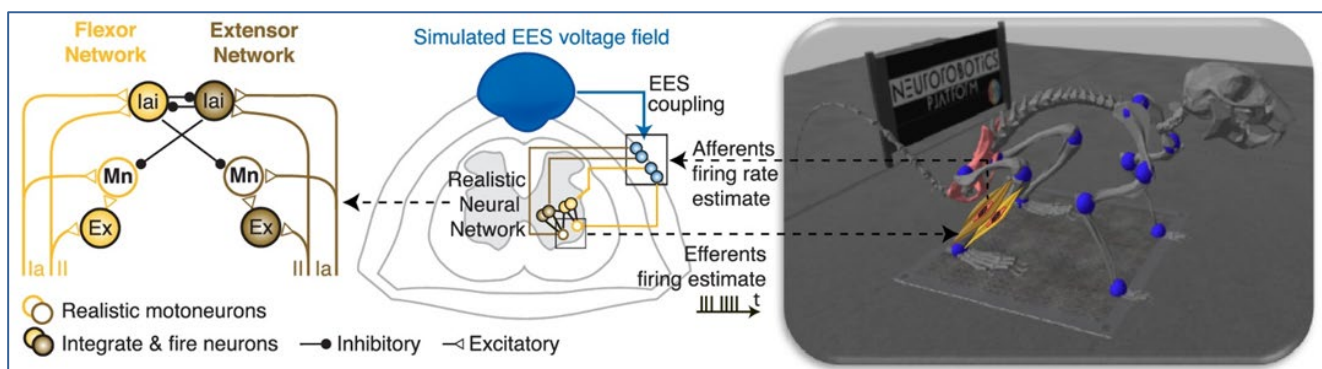 Flexor
Network
Extensor
Network
Iai
Iai
Mn
Mn
Ex
Ex
Ia
II
II
Ia
Realistic motoneurons
Integrate & fire neurons
Inhibitory
Excitatory
Simulated EES voltage field
EES
coupling
Realistic
Neural
Network
Afferents
firing rate
estimate
Efferents
firing estimate
t
NEUROROBOTICS
PLATFORM